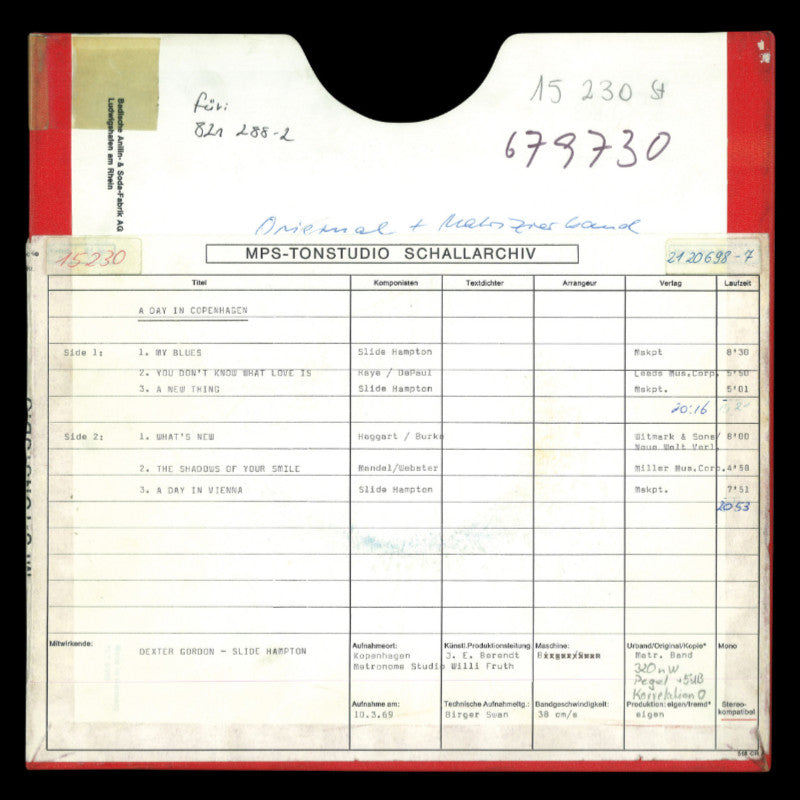 Badische Anilin- & Soda-Fabrik AG
Ludwigshafen am Rhein
für:
821 288-2
15 230 St
679730
Original + Matrizenband
15230
MPS-TONSTUDIO SCHALLARCHIV
2120698-7
Titel Komponisten Textdichter Arrangeur Verlag Laufzeit
A DAY IN COPENHAGEN
Side 1: 1. MY BLUES Slide Hampton Mskpt 8'30
2. YOU DON'T KNOW WHAT LOVE IS Raye / DePaul Leeds Mus.Corp. 5'50
3. A NEW THING Slide Hampton Mskpt. 5'01
20:16
Side 2: 1. WHAT'S NEW Haggart / Burke Witmark & Sons/ 8'00
Neue Welt Verl.
2. THE SHADOWS OF YOUR SMILE Mandel/Webster Miller Mus.Corp. 4'58
3. A DAY IN VIENNA Slide Hampton Mskpt. 7'51
20:53
Mitwirkende: DEXTER GORDON - SLIDE HAMPTON
Aufnahmeort: Künstl.Produktionsleitung Maschine: Urband/Original/Kopie* Mono
Kopenhagen J. E. Berendt Matr. Band
Metronome Studio Willi Fruth 320 nW
Pegel +5dB
Korrelation 0
Aufnahme am: Technische Aufnahmeltg.: Bandgeschwindigkeit: Produktion: eigen/fremd* Stereo-
kompatibel
10.3.69 Birger Swan 38 cm/s eigen